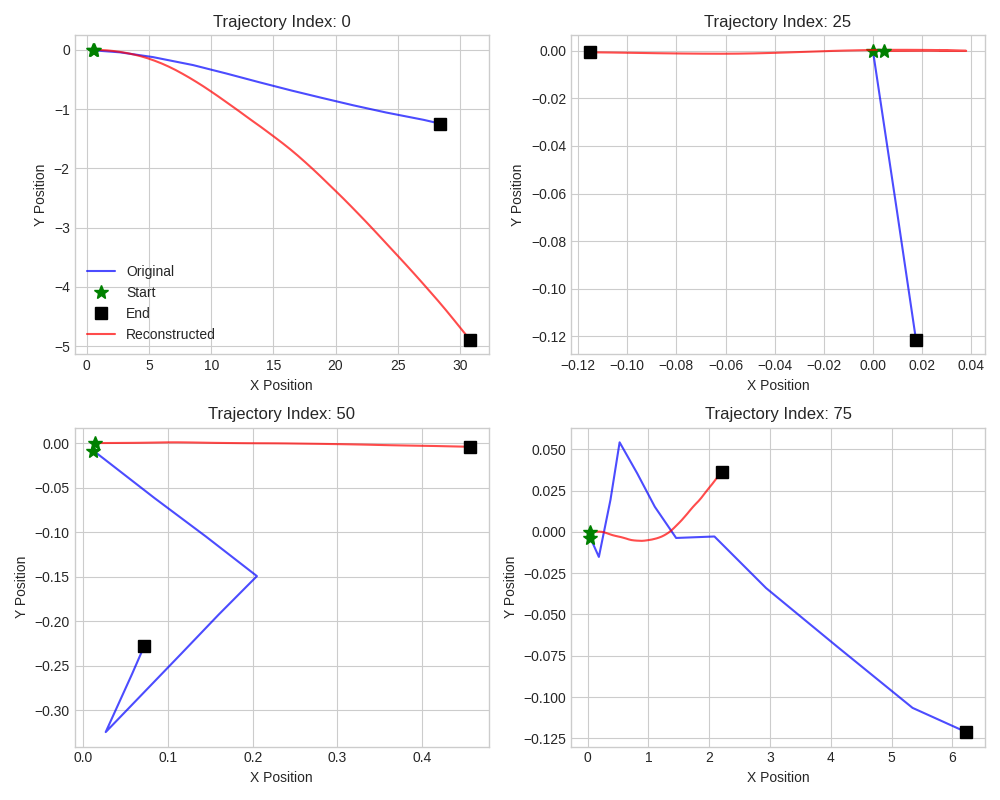 Trajectory Index: 0
0
−1
−2
−3
−4
−5
Y Position
Original
Start
End
Reconstructed
0 5 10 15 20 25 30
X Position
Trajectory Index: 25
0.00
−0.02
−0.04
−0.06
−0.08
−0.10
−0.12
Y Position
−0.12 −0.10 −0.08 −0.06 −0.04 −0.02 0.00 0.02 0.04
X Position
Trajectory Index: 50
0.00
−0.05
−0.10
−0.15
−0.20
−0.25
−0.30
Y Position
0.0 0.1 0.2 0.3 0.4
X Position
Trajectory Index: 75
0.050
0.025
0.000
−0.025
−0.050
−0.075
−0.100
−0.125
Y Position
0 1 2 3 4 5 6
X Position